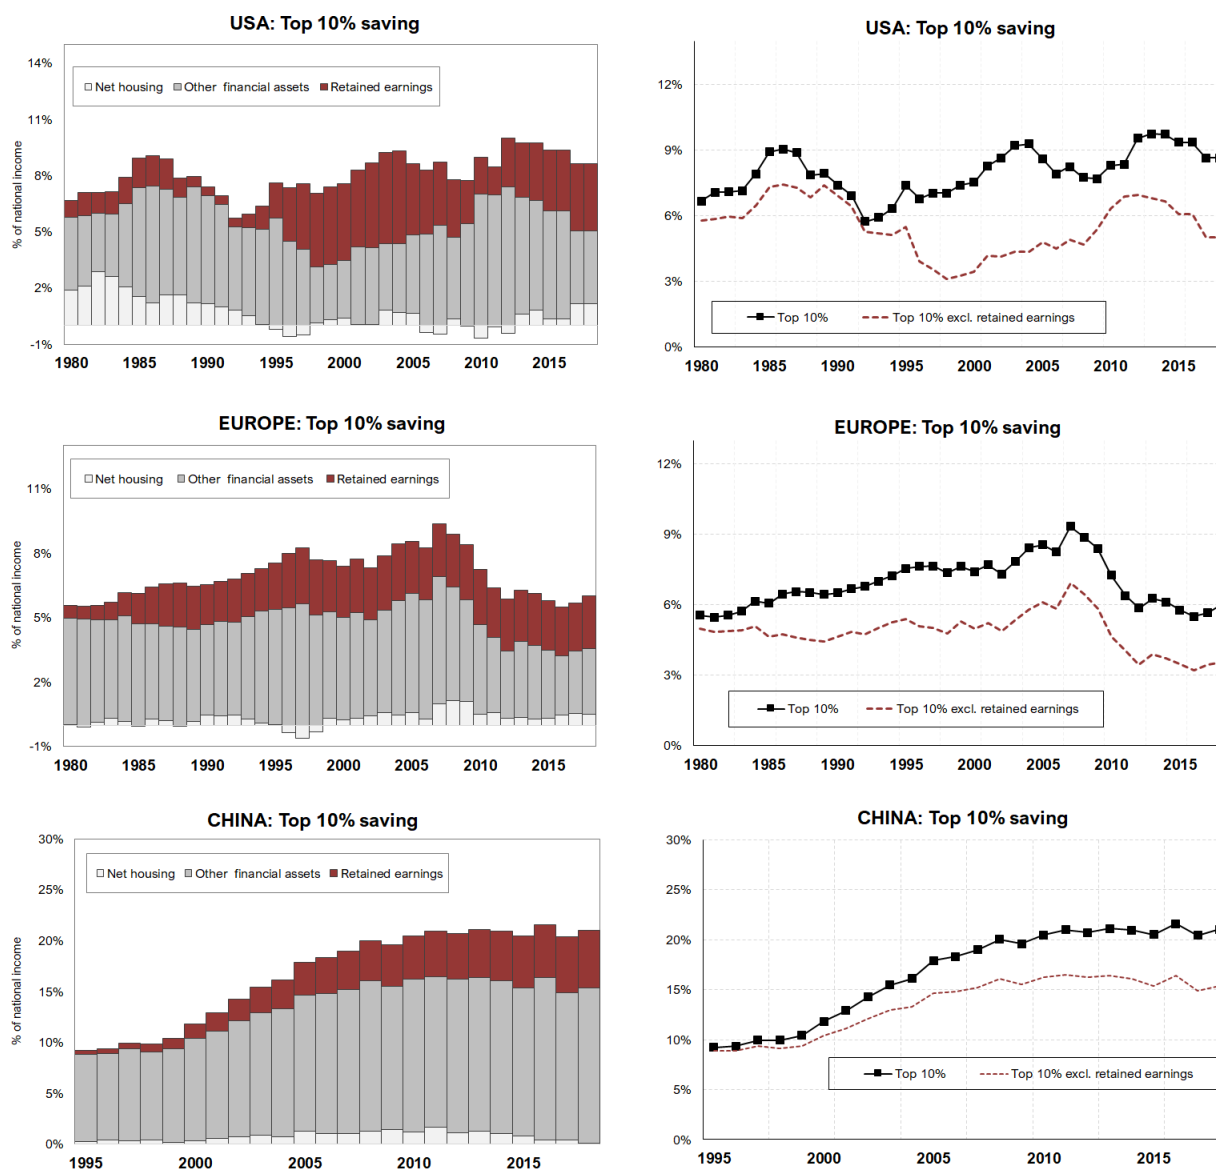 USA: Top 10% saving
14%
11%
8%
5%
2%
-1%
% of national income
Net housing Other financial assets Retained earnings
1980 1985 1990 1995 2000 2005 2010 2015
USA: Top 10% saving
12%
9%
6%
3%
0%
Top 10% Top 10% excl. retained earnings
1980 1985 1990 1995 2000 2005 2010 2015
EUROPE: Top 10% saving
11%
8%
5%
2%
-1%
% of national income
Net housing Other financial assets Retained earnings
1980 1985 1990 1995 2000 2005 2010 2015
EUROPE: Top 10% saving
12%
9%
6%
3%
0%
Top 10% Top 10% excl. retained earnings
1980 1985 1990 1995 2000 2005 2010 2015
CHINA: Top 10% saving
30%
25%
20%
15%
10%
5%
0%
% of national income
Net housing Other financial assets Retained earnings
1995 2000 2005 2010 2015
CHINA: Top 10% saving
30%
25%
20%
15%
10%
5%
0%
Top 10% Top 10% excl. retained earnings
1995 2000 2005 2010 2015